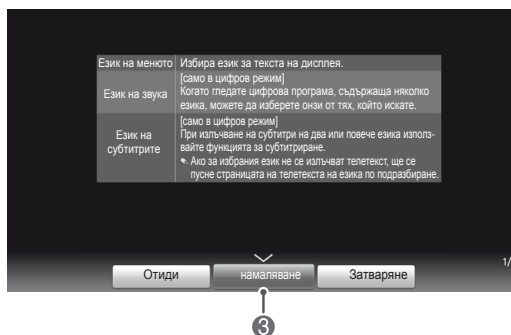 Език на менюто Избира език за текста на дисплея.
Език на звука
[само в цифров режим]
Когато гледате цифрова програма, съдържаща няколко
езика, можете да изберете онзи от тях, който искате.
Език на
субтитрите
[само в цифров режим]
При излъчване на субтитри на два или повече езика използ-
вайте функцията за субтитриране.
Ако за избрания език не се излъчват телетекст, ще се
пусне страницата на телетекста на езика по подразбиране.
1/
Отиди намаляване Затваряне
3